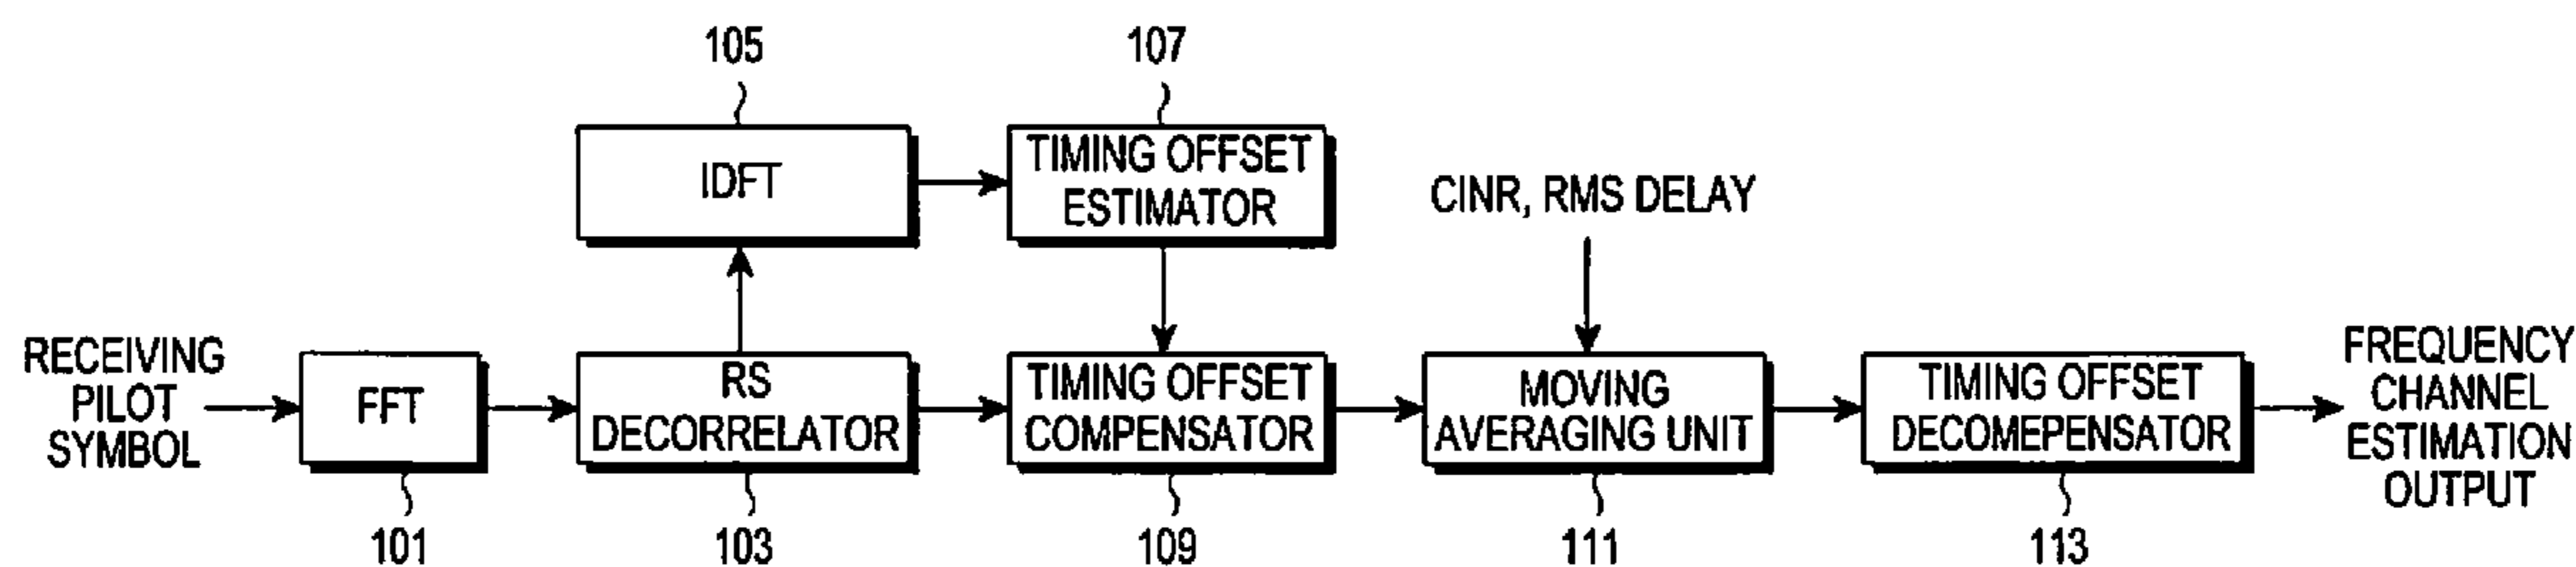 105
107
IDFT
TIMING OFFSET
ESTIMATOR
CINR, RMS DELAY
RECEIVING
PILOT
SYMBOL
FFT
RS
DECORRELATOR
TIMING OFFSET
COMPENSATOR
MOVING
AVERAGING UNIT
TIMING OFFSET
DECOMEPENSATOR
FREQUENCY
CHANNEL
ESTIMATION
OUTPUT
101
103
109
111
113